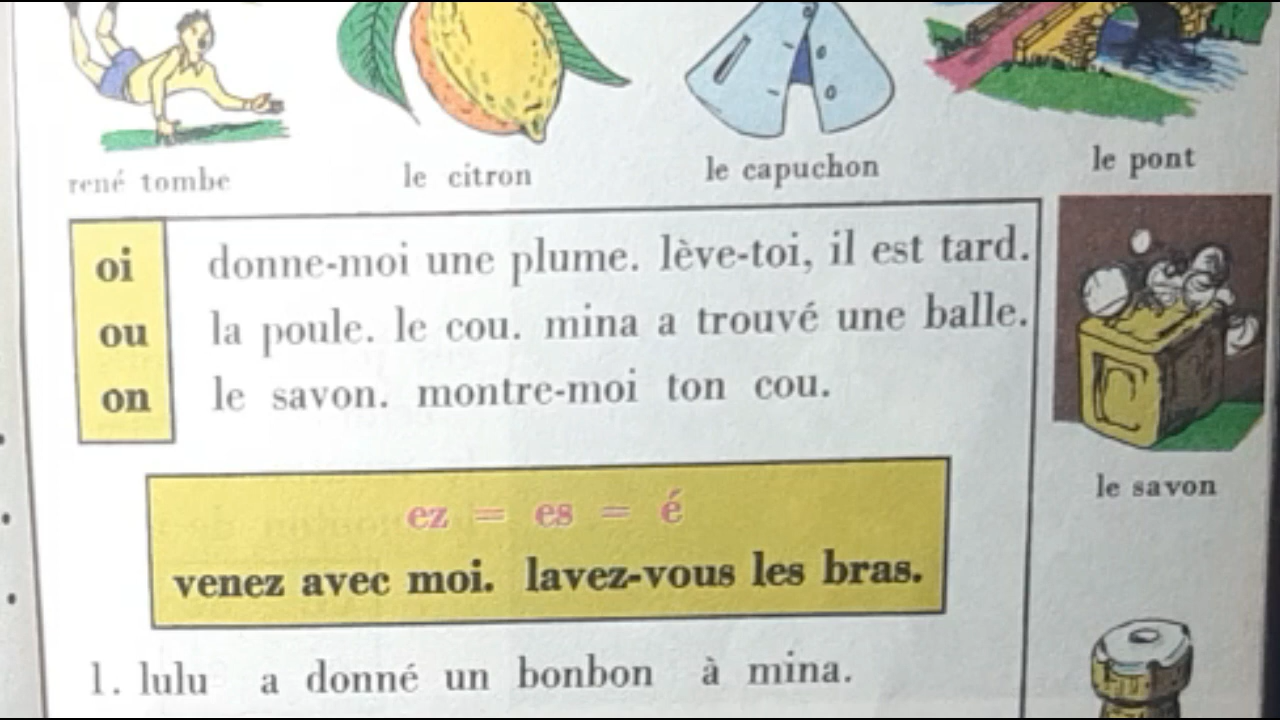 rené tombe
le citron
le capuchon
le pont
oi donne-moi une plume. lève-toi, il est tard.
ou la poule. le cou. mina a trouvé une balle.
on le savon. montre-moi ton cou.
le savon
ez = es = é
venez avec moi. lavez-vous les bras.
1. lulu a donné un bonbon à mina.